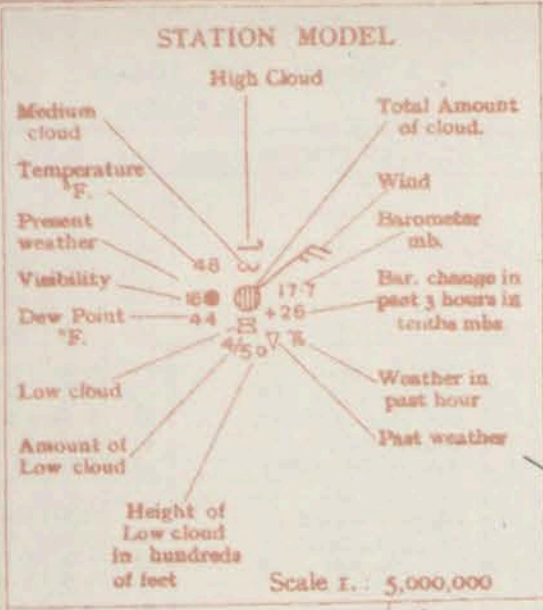 STATION MODEL
High Cloud
Medium
cloud
Total Amount
of cloud.
Temperature
°F.
Wind
Present
weather
Barometer
mb.
48
Visibility
16
17.7
Bar. change in
past 3 hours in
tenths mbs
+26
Dew Point
°F.
44
4/50
Low cloud
Weather in
past hour
Amount of
Low cloud
Past weather
Height of
Low cloud
in hundreds
of feet
Scale 1 : 5,000,000